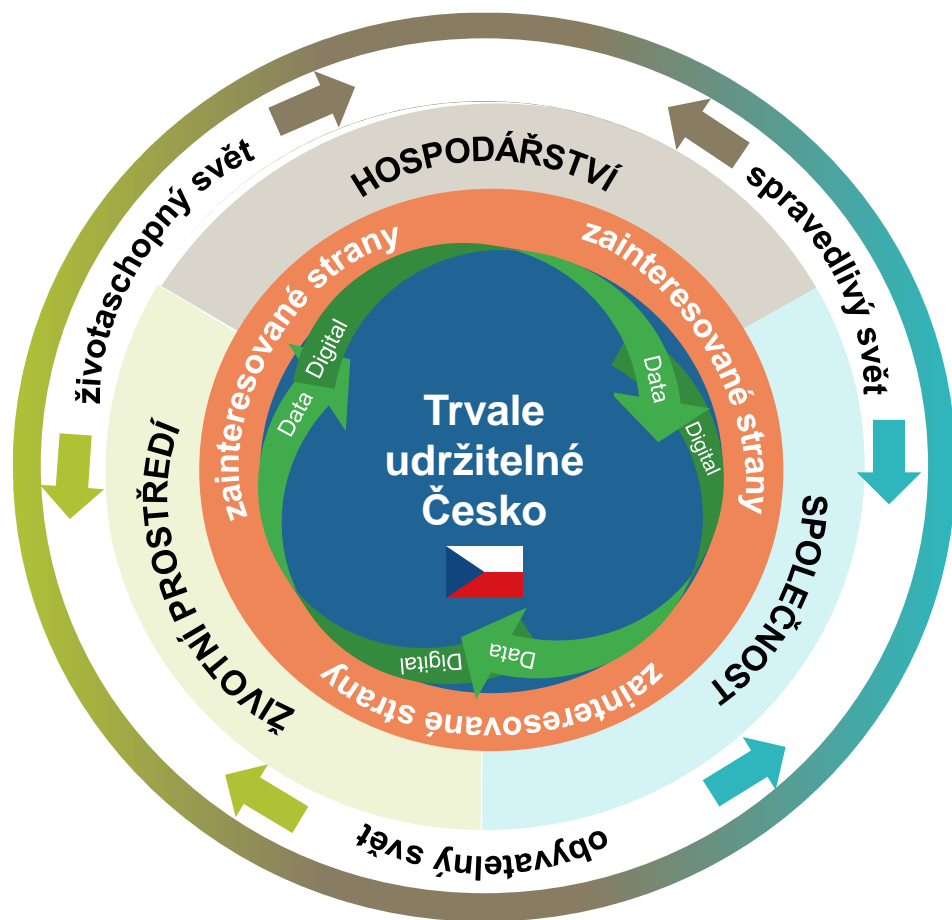 životaschopný svět
spravedlivý svět
obyvatelný svět
HOSPODÁŘSTVÍ
SPOLEČNOST
ŽIVOTNÍ PROSTŘEDÍ
zainteresované strany
zainteresované strany
zainteresované strany
Data
Digital
Data
Digital
Data
Digital
Trvale
udržitelné
Česko